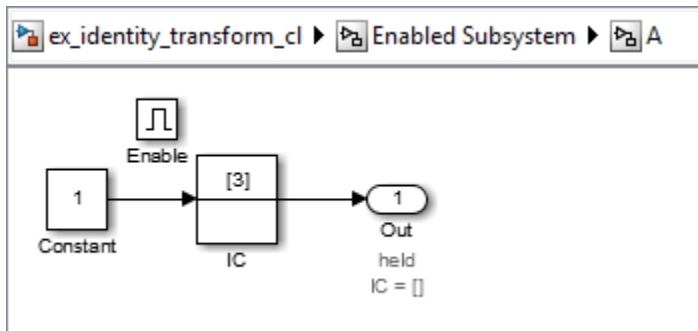 ex_identity_transform_cl Enabled Subsystem A
Enable
1
Constant
[3]
IC
1
Out
held
IC = []